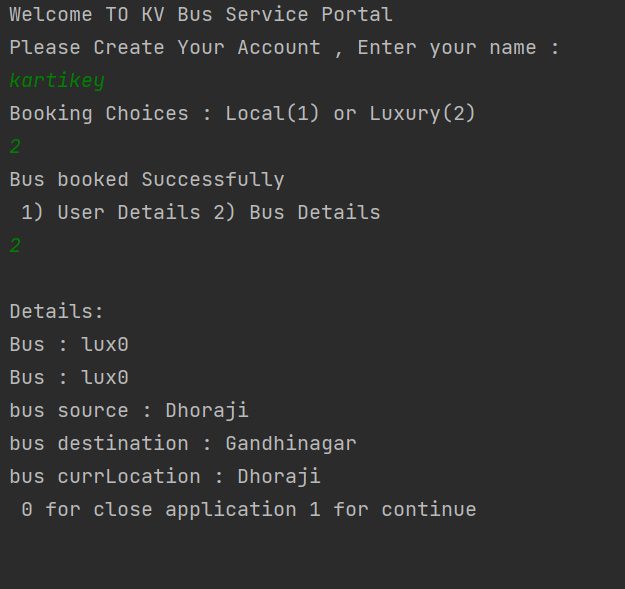 Welcome TO KV Bus Service Portal
Please Create Your Account , Enter your name :
kartikey
Booking Choices : Local(1) or Luxury(2)
2
Bus booked Successfully
 1) User Details 2) Bus Details
2

Details:
Bus : lux0
Bus : lux0
bus source : Dhoraji
bus destination : Gandhinagar
bus currLocation : Dhoraji
 0 for close application 1 for continue